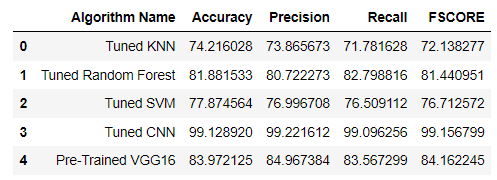 Algorithm Name Accuracy Precision Recall FSCORE
0 Tuned KNN 74.216028 73.865673 71.781628 72.138277
1 Tuned Random Forest 81.881533 80.722273 82.798816 81.440951
2 Tuned SVM 77.874564 76.996708 76.509112 76.712572
3 Tuned CNN 99.128920 99.221612 99.096256 99.156799
4 Pre-Trained VGG16 83.972125 84.967384 83.567299 84.162245